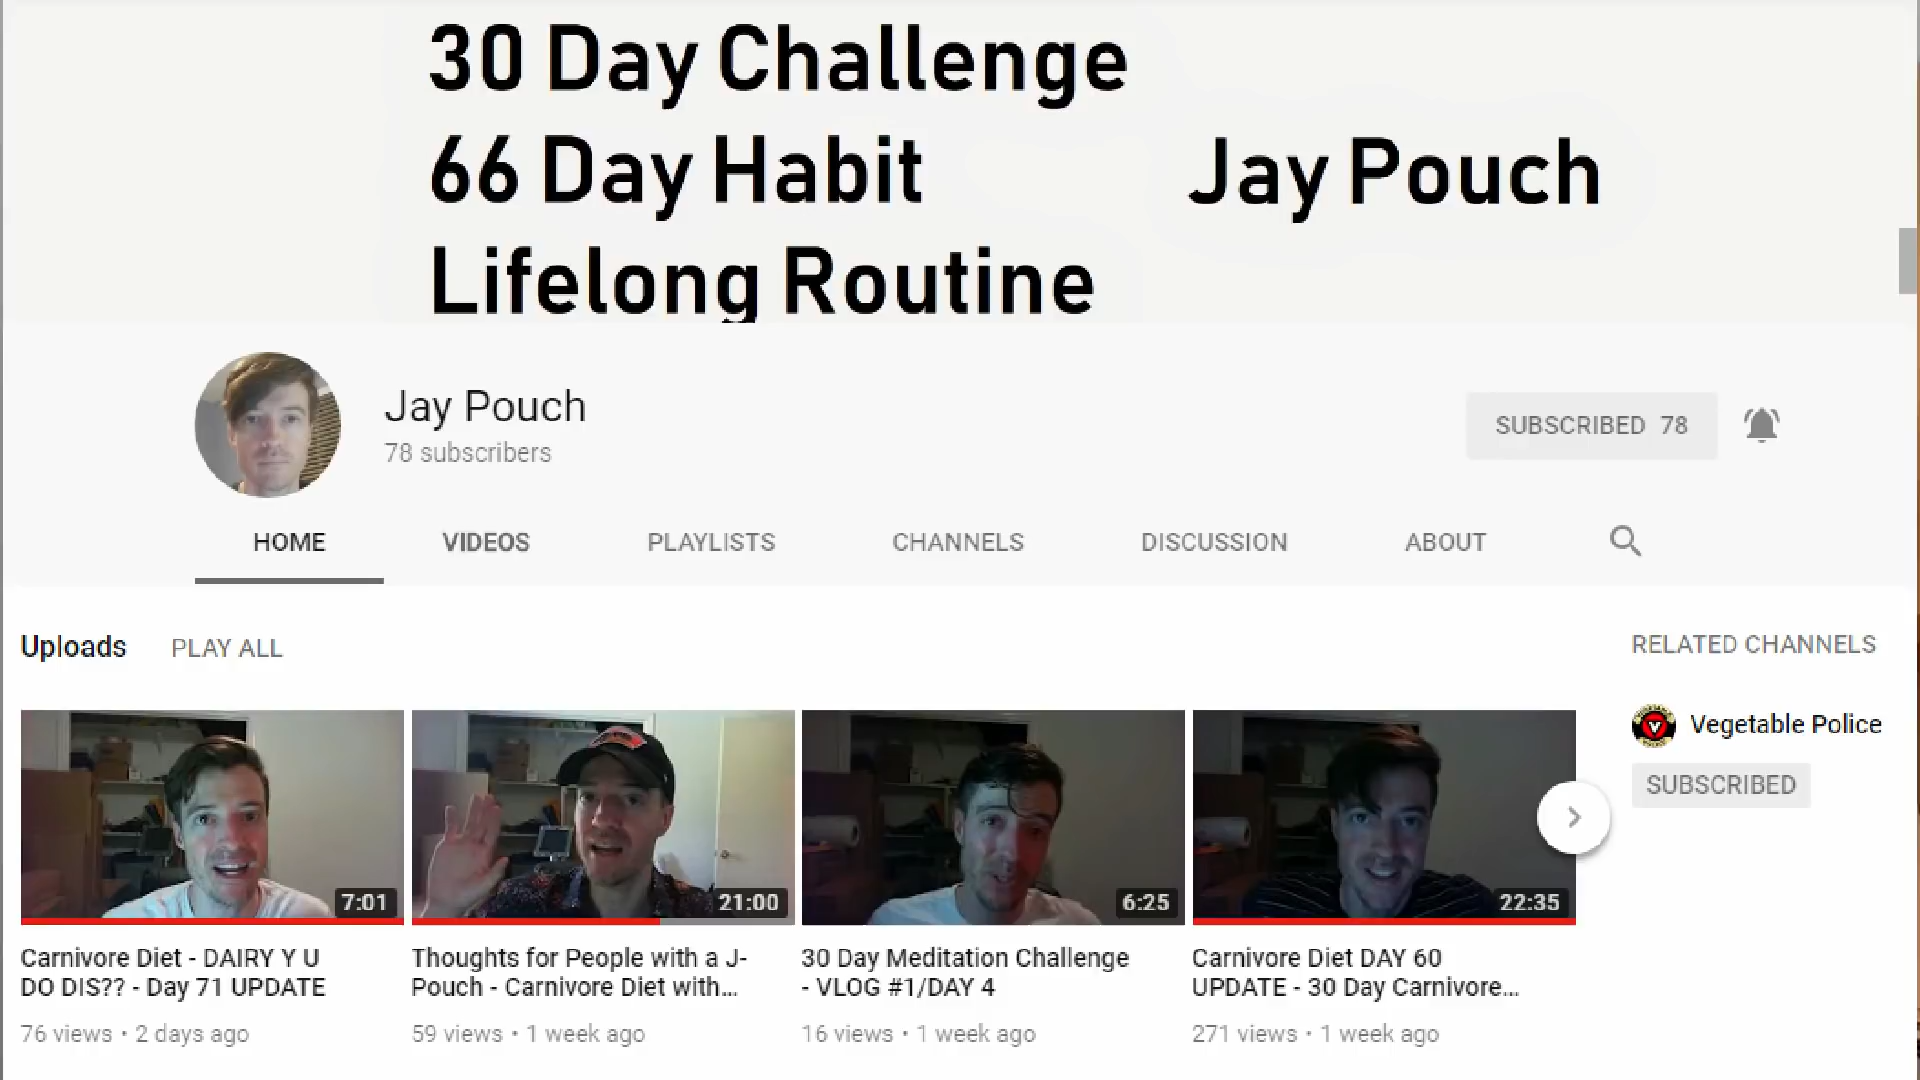 30 Day Challenge
66 Day Habit
Jay Pouch
Lifelong Routine
Jay Pouch
78 subscribers
SUBSCRIBED 78
HOME VIDEOS PLAYLISTS CHANNELS DISCUSSION ABOUT
Uploads PLAY ALL
RELATED CHANNELS
Vegetable Police
SUBSCRIBED
7:01
21:00
6:25
22:35
Carnivore Diet - DAIRY Y U
DO DIS?? - Day 71 UPDATE
76 views • 2 days ago
Thoughts for People with a J-
Pouch - Carnivore Diet with...
59 views • 1 week ago
30 Day Meditation Challenge
- VLOG #1/DAY 4
16 views • 1 week ago
Carnivore Diet DAY 60
UPDATE - 30 Day Carnivore...
271 views • 1 week ago